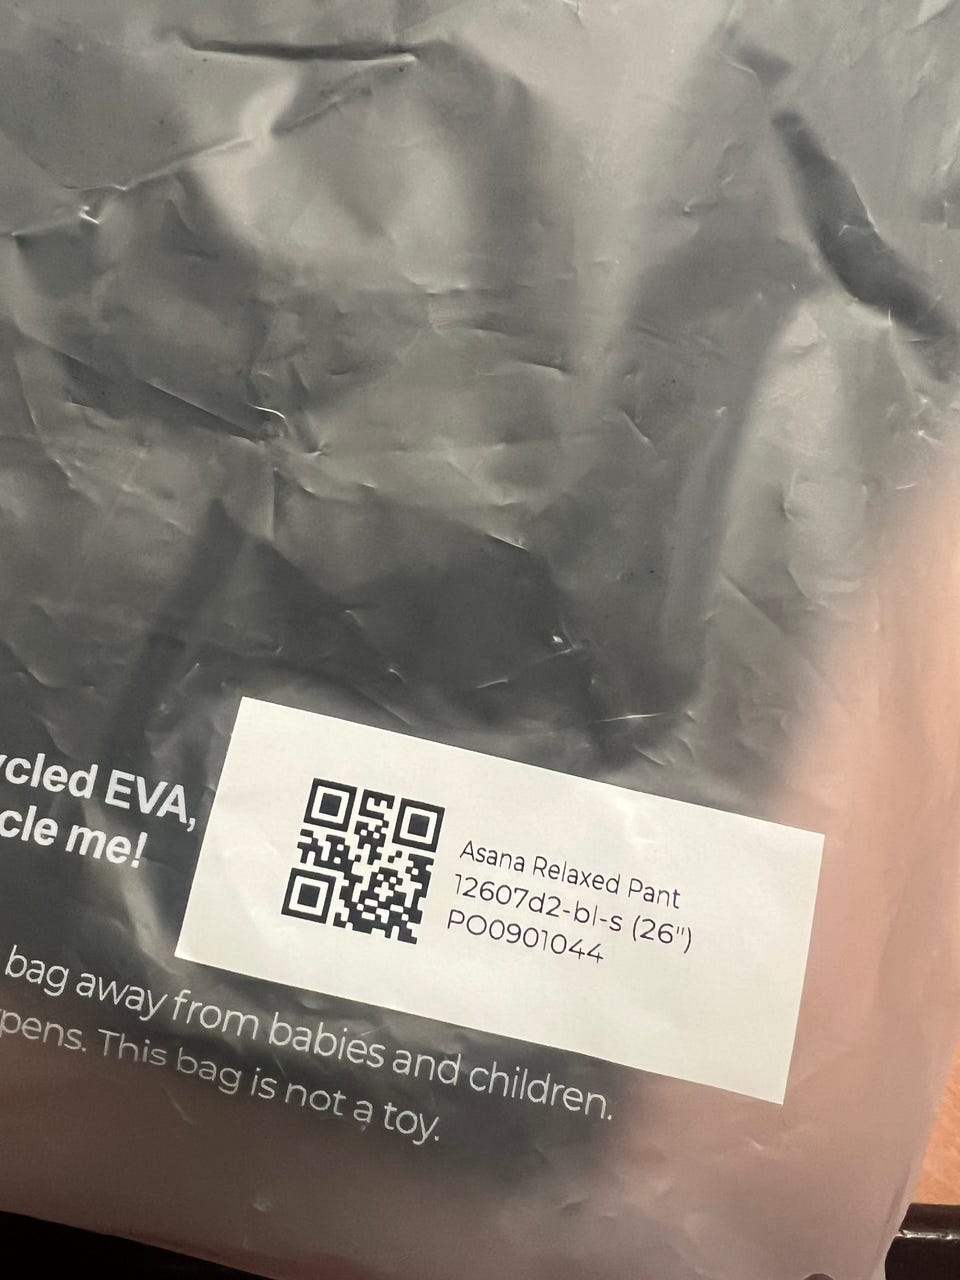 cled EVA,
cle me!
Asana Relaxed Pant
12607d2-bl-s (26")
PO0901044
bag away from babies and children.
pens. This bag is not a toy.